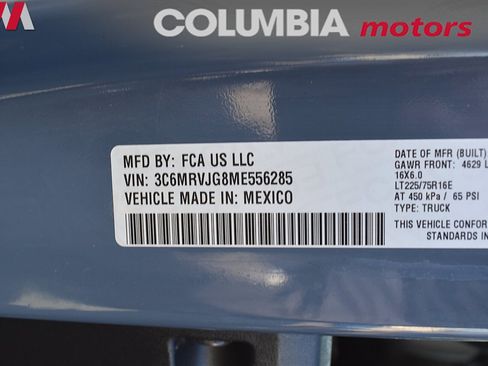 M
COLUMBIA motors
MFD BY: FCA US LLC
VIN: 3C6MRVJG8ME556285
VEHICLE MADE IN: MEXICO
DATE OF MFR (BUILT)
GAWR FRONT: 4629 L
16X6.0
LT225/75R16E
AT 450 kPa / 65 PSI
TYPE: TRUCK
THIS VEHICLE CONFOR
STANDARDS IN